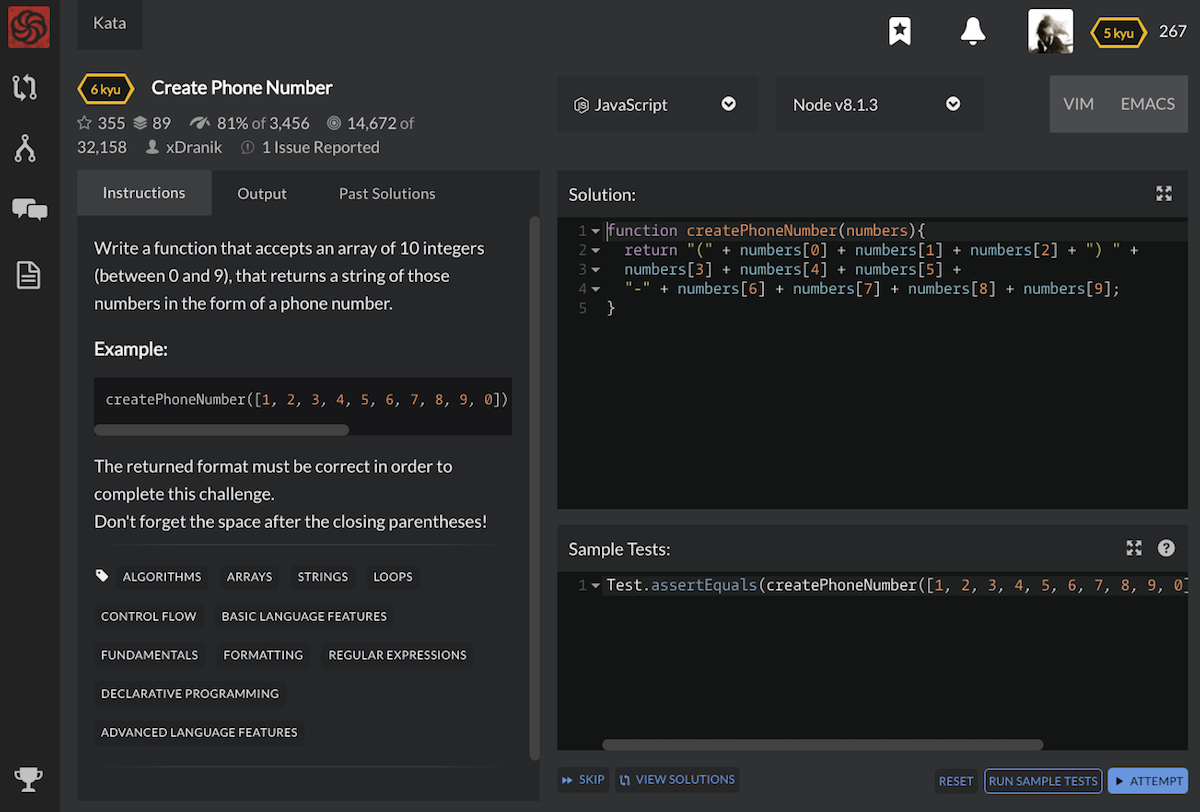 Kata
5 kyu 267
6 kyu Create Phone Number
355 89 81% of 3,456 14,672 of
32,158 xDranik 1 Issue Reported
JavaScript
Node v8.1.3
VIM EMACS
Instructions Output Past Solutions
Write a function that accepts an array of 10 integers
(between 0 and 9), that returns a string of those
numbers in the form of a phone number.
Example:
createPhoneNumber([1, 2, 3, 4, 5, 6, 7, 8, 9, 0])
The returned format must be correct in order to
complete this challenge.
Don't forget the space after the closing parentheses!
ALGORITHMS ARRAYS STRINGS LOOPS
CONTROL FLOW BASIC LANGUAGE FEATURES
FUNDAMENTALS FORMATTING REGULAR EXPRESSIONS
DECLARATIVE PROGRAMMING
ADVANCED LANGUAGE FEATURES
Solution:
1 function createPhoneNumber(numbers){
2 return "(" + numbers[0] + numbers[1] + numbers[2] + ") " +
3 numbers[3] + numbers[4] + numbers[5] +
4 "-" + numbers[6] + numbers[7] + numbers[8] + numbers[9];
5 }
Sample Tests:
1 Test.assertEquals(createPhoneNumber([1, 2, 3, 4, 5, 6, 7, 8, 9, 0]
SKIP VIEW SOLUTIONS RESET RUN SAMPLE TESTS ATTEMPT